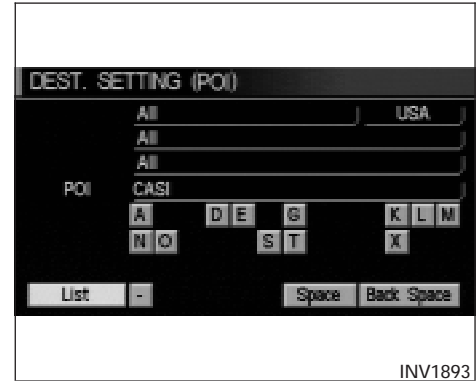 DEST. SETTING (POI)
All USA
All
All
POI CASI
A D E G K L M
N O S T X
List - Space Back Space
INV1893